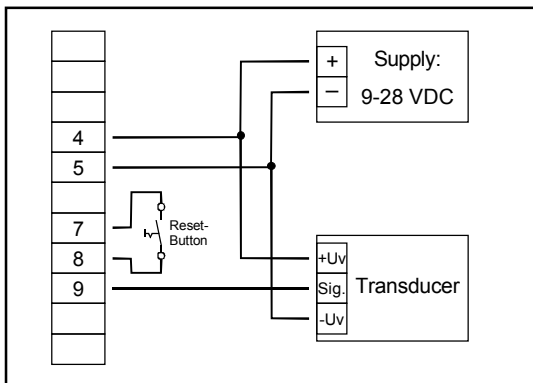 +
Supply:
–
9-28 VDC
4
5
7
Reset-
Button
8
+Uv
9
Sig.
Transducer
-Uv